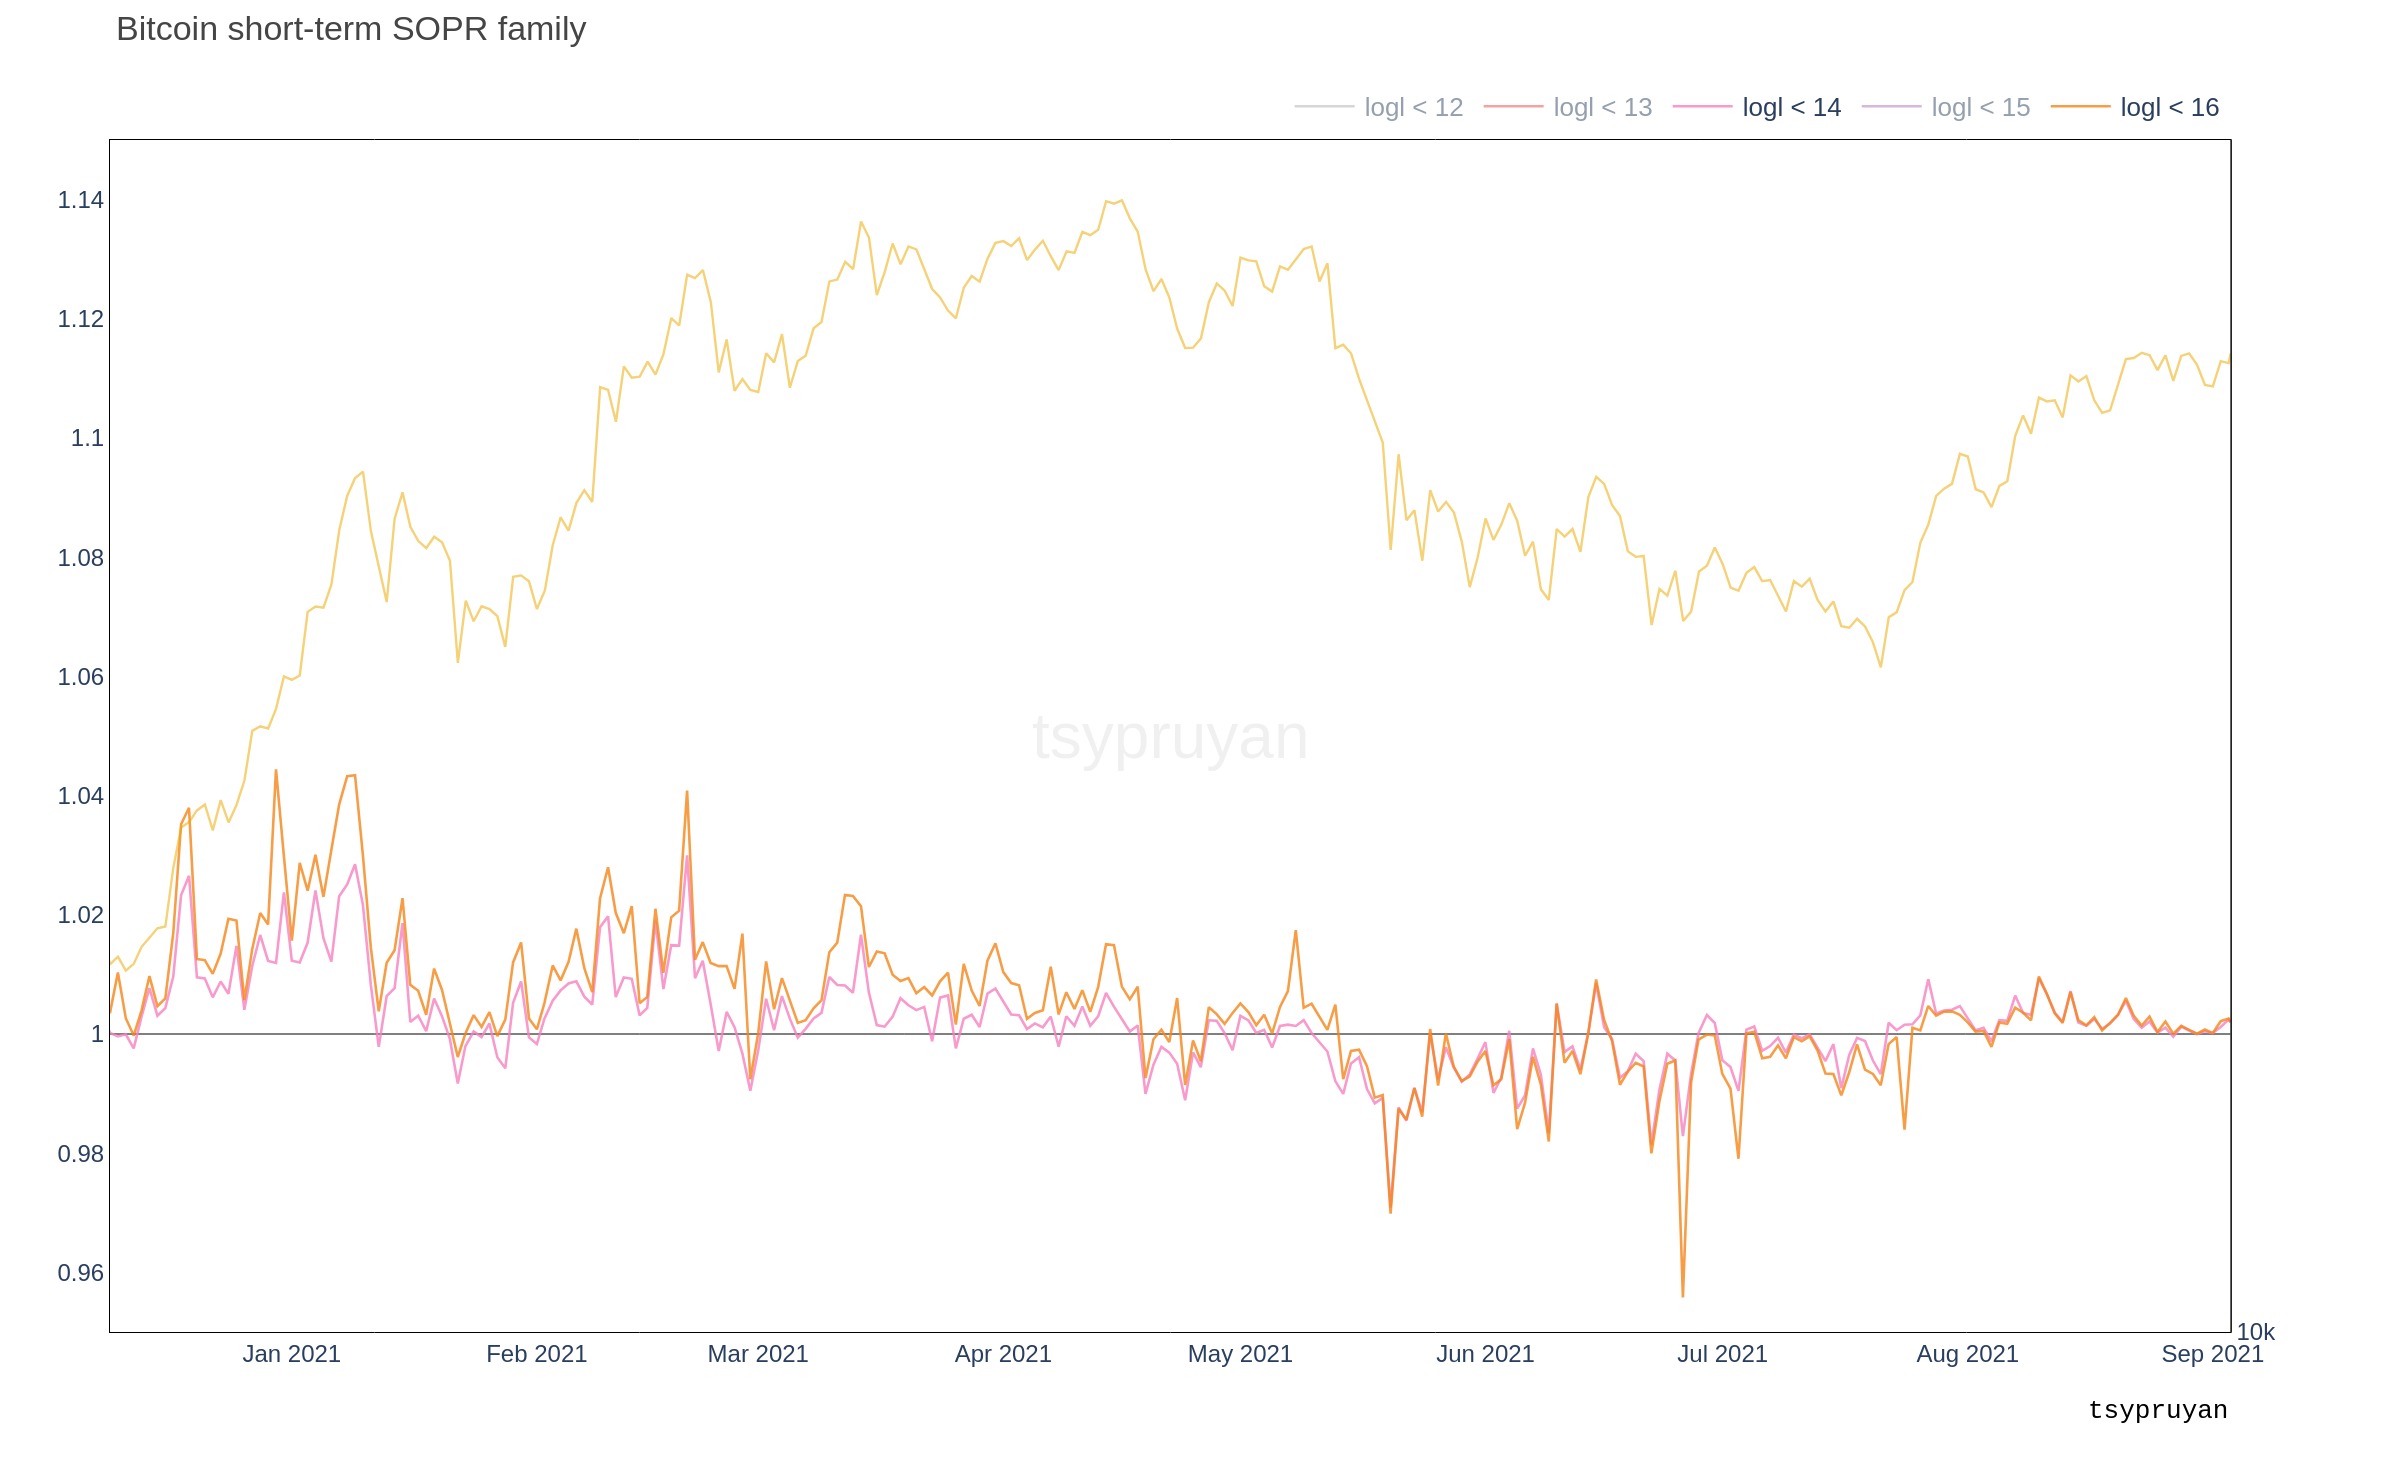 Bitcoin short-term SOPR family
logl < 12 logl < 13 logl < 14 logl < 15 logl < 16
1.14
1.12
1.1
1.08
1.06
tsypruyan
1.04
1.02
1
0.98
0.96
10k
Jan 2021 Feb 2021 Mar 2021 Apr 2021 May 2021 Jun 2021 Jul 2021 Aug 2021 Sep 2021
tsypruyan